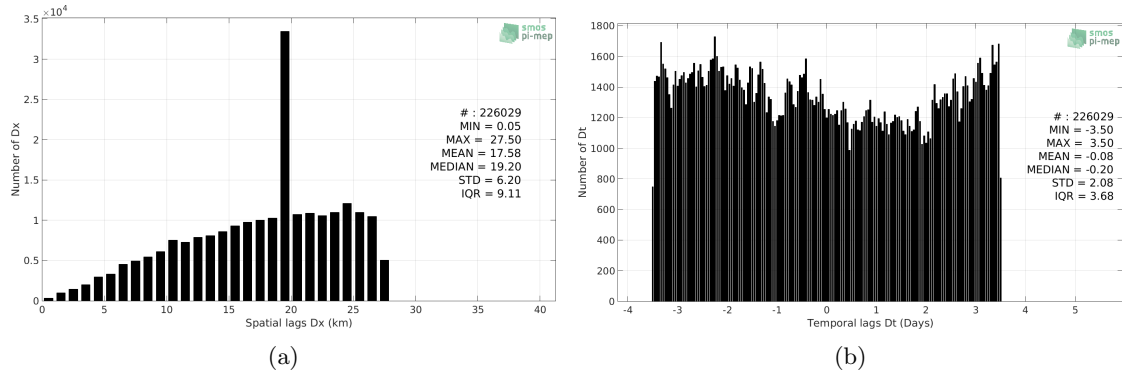 3.5 ×10⁴
3
2.5
2
1.5
1
0.5
0
Number of Dx
smos
pi-mep
# : 226029
MIN = 0.05
MAX = 27.50
MEAN = 17.58
MEDIAN = 19.20
STD = 6.20
IQR = 9.11
0 5 10 15 20 25 30 35 40
Spatial lags Dx (km)
(a)
1800
1600
1400
1200
1000
800
600
400
200
0
Number of Dt
smos
pi-mep
# : 226029
MIN = -3.50
MAX = 3.50
MEAN = -0.08
MEDIAN = -0.20
STD = 2.08
IQR = 3.68
-4 -3 -2 -1 0 1 2 3 4 5
Temporal lags Dt (Days)
(b)